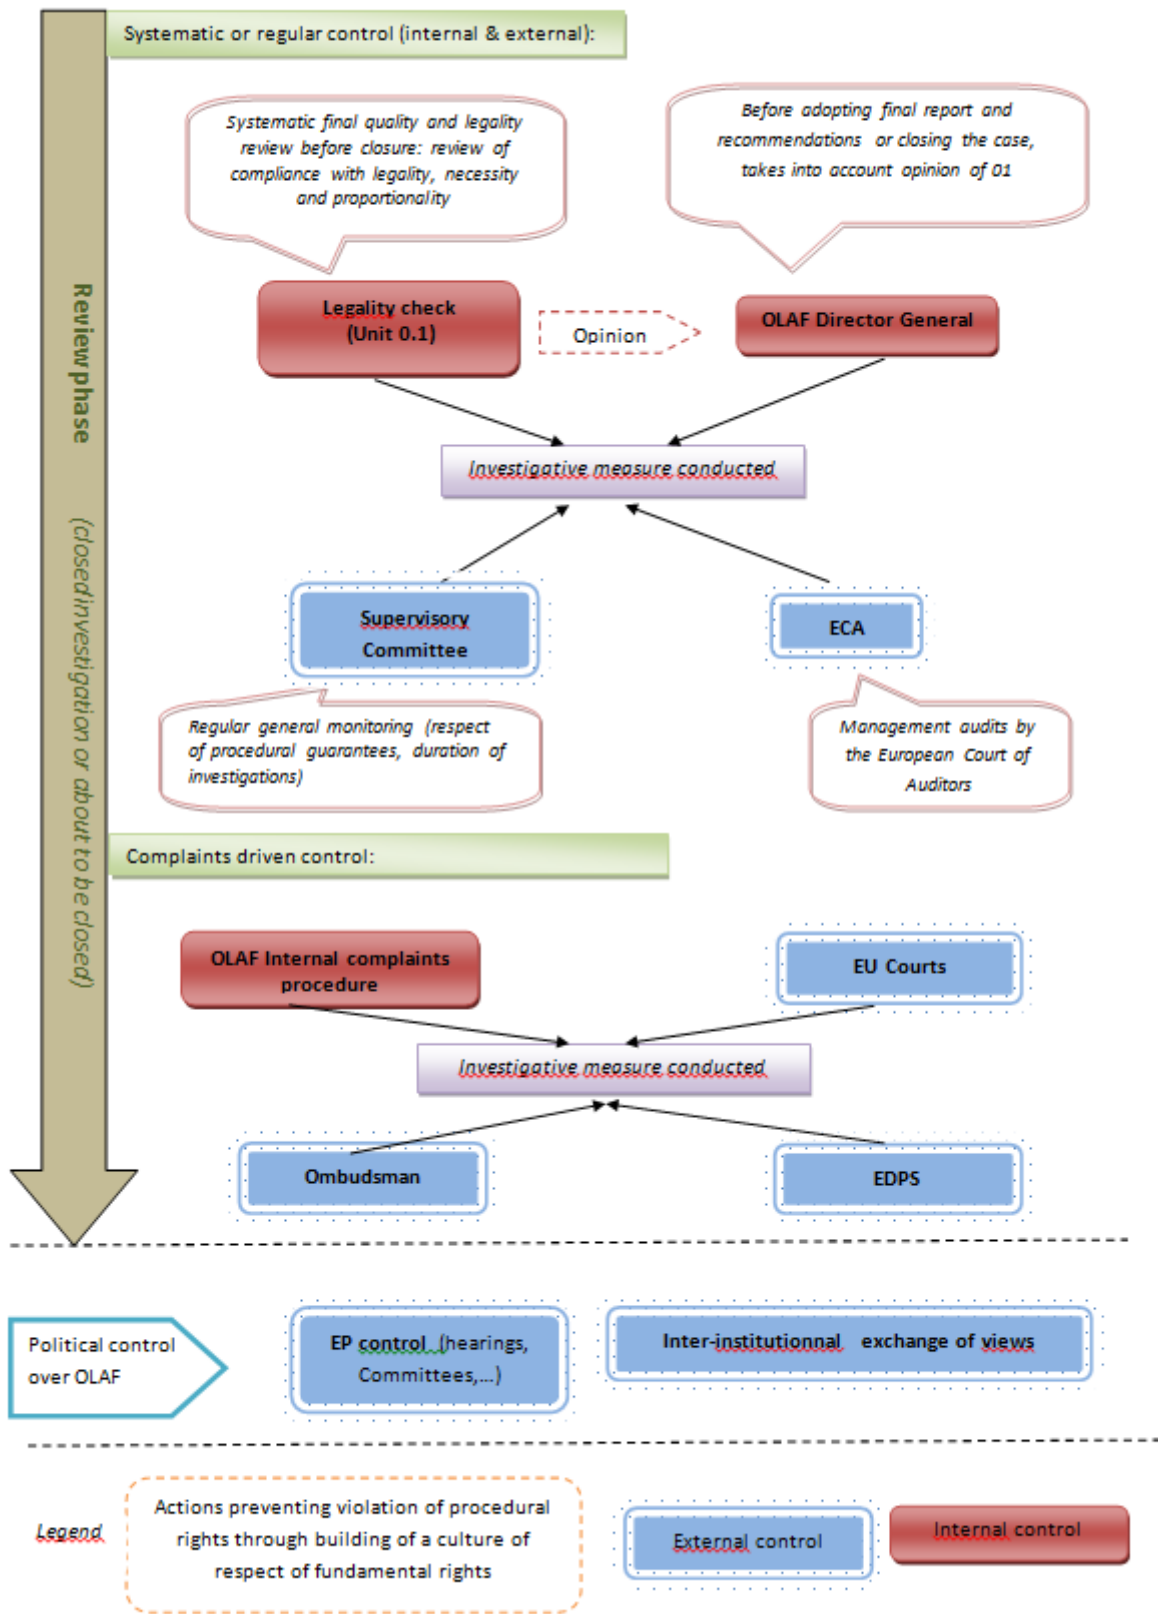 Systematic or regular control (internal & external):
Systematic final quality and legality
review before closure: review of
compliance with legality, necessity
and proportionality
Before adopting final report and
recommendations or closing the case,
takes into account opinion of 01
Legality check
(Unit 0.1)
Opinion
OLAF Director General
Investigative measure conducted
Supervisory
Committee
ECA
Regular general monitoring (respect
of procedural guarantees, duration of
investigations)
Management audits by
the European Court of
Auditors
Reviewphase (closedinvestigation or about to be closed)
Complaints driven control:
OLAF Internal complaints
procedure
EU Courts
Investigative measure conducted
Ombudsman
EDPS
Political control
over OLAF
EP control (hearings,
Committees,...)
Inter-institutionnal exchange of views
Legend
Actions preventing violation of procedural
rights through building of a culture of
respect of fundamental rights
External control
Internal control